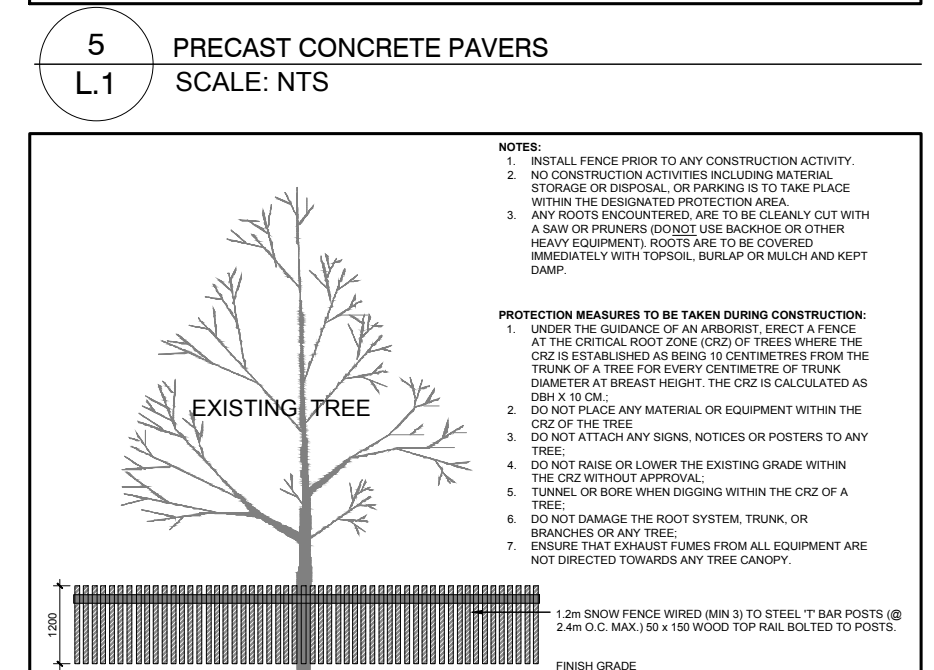 5
L.1
PRECAST CONCRETE PAVERS
SCALE: NTS
NOTES:
1. INSTALL FENCE PRIOR TO ANY CONSTRUCTION ACTIVITY.
2. NO CONSTRUCTION ACTIVITIES INCLUDING MATERIAL
STORAGE OR DISPOSAL, OR PARKING IS TO TAKE PLACE
WITHIN THE DESIGNATED PROTECTION AREA.
3. ANY ROOTS ENCOUNTERED, ARE TO BE CLEANLY CUT WITH
A SAW OR PRUNERS (DO NOT USE BACKHOE OR OTHER
HEAVY EQUIPMENT). ROOTS ARE TO BE COVERED
IMMEDIATELY WITH TOPSOIL, BURLAP OR MULCH AND KEPT
DAMP.
PROTECTION MEASURES TO BE TAKEN DURING CONSTRUCTION:
1. UNDER THE GUIDANCE OF AN ARBORIST, ERECT A FENCE
AT THE CRITICAL ROOT ZONE (CRZ) OF TREES WHERE THE
CRZ IS ESTABLISHED AS BEING 10 CENTIMETRES FROM THE
TRUNK OF A TREE FOR EVERY CENTIMETRE OF TRUNK
DIAMETER AT BREAST HEIGHT. THE CRZ IS CALCULATED AS
DBH X 10 CM.;
2. DO NOT PLACE ANY MATERIAL OR EQUIPMENT WITHIN THE
CRZ OF THE TREE
3. DO NOT ATTACH ANY SIGNS, NOTICES OR POSTERS TO ANY
TREE;
4. DO NOT RAISE OR LOWER THE EXISTING GRADE WITHIN
THE CRZ WITHOUT APPROVAL;
5. TUNNEL OR BORE WHEN DIGGING WITHIN THE CRZ OF A
TREE;
6. DO NOT DAMAGE THE ROOT SYSTEM, TRUNK, OR
BRANCHES OR ANY TREE;
7. ENSURE THAT EXHAUST FUMES FROM ALL EQUIPMENT ARE
NOT DIRECTED TOWARDS ANY TREE CANOPY.
EXISTING TREE
1200
1.2m SNOW FENCE WIRED (MIN 3) TO STEEL 'T' BAR POSTS (@
2.4m O.C. MAX.) 50 x 150 WOOD TOP RAIL BOLTED TO POSTS.
FINISH GRADE